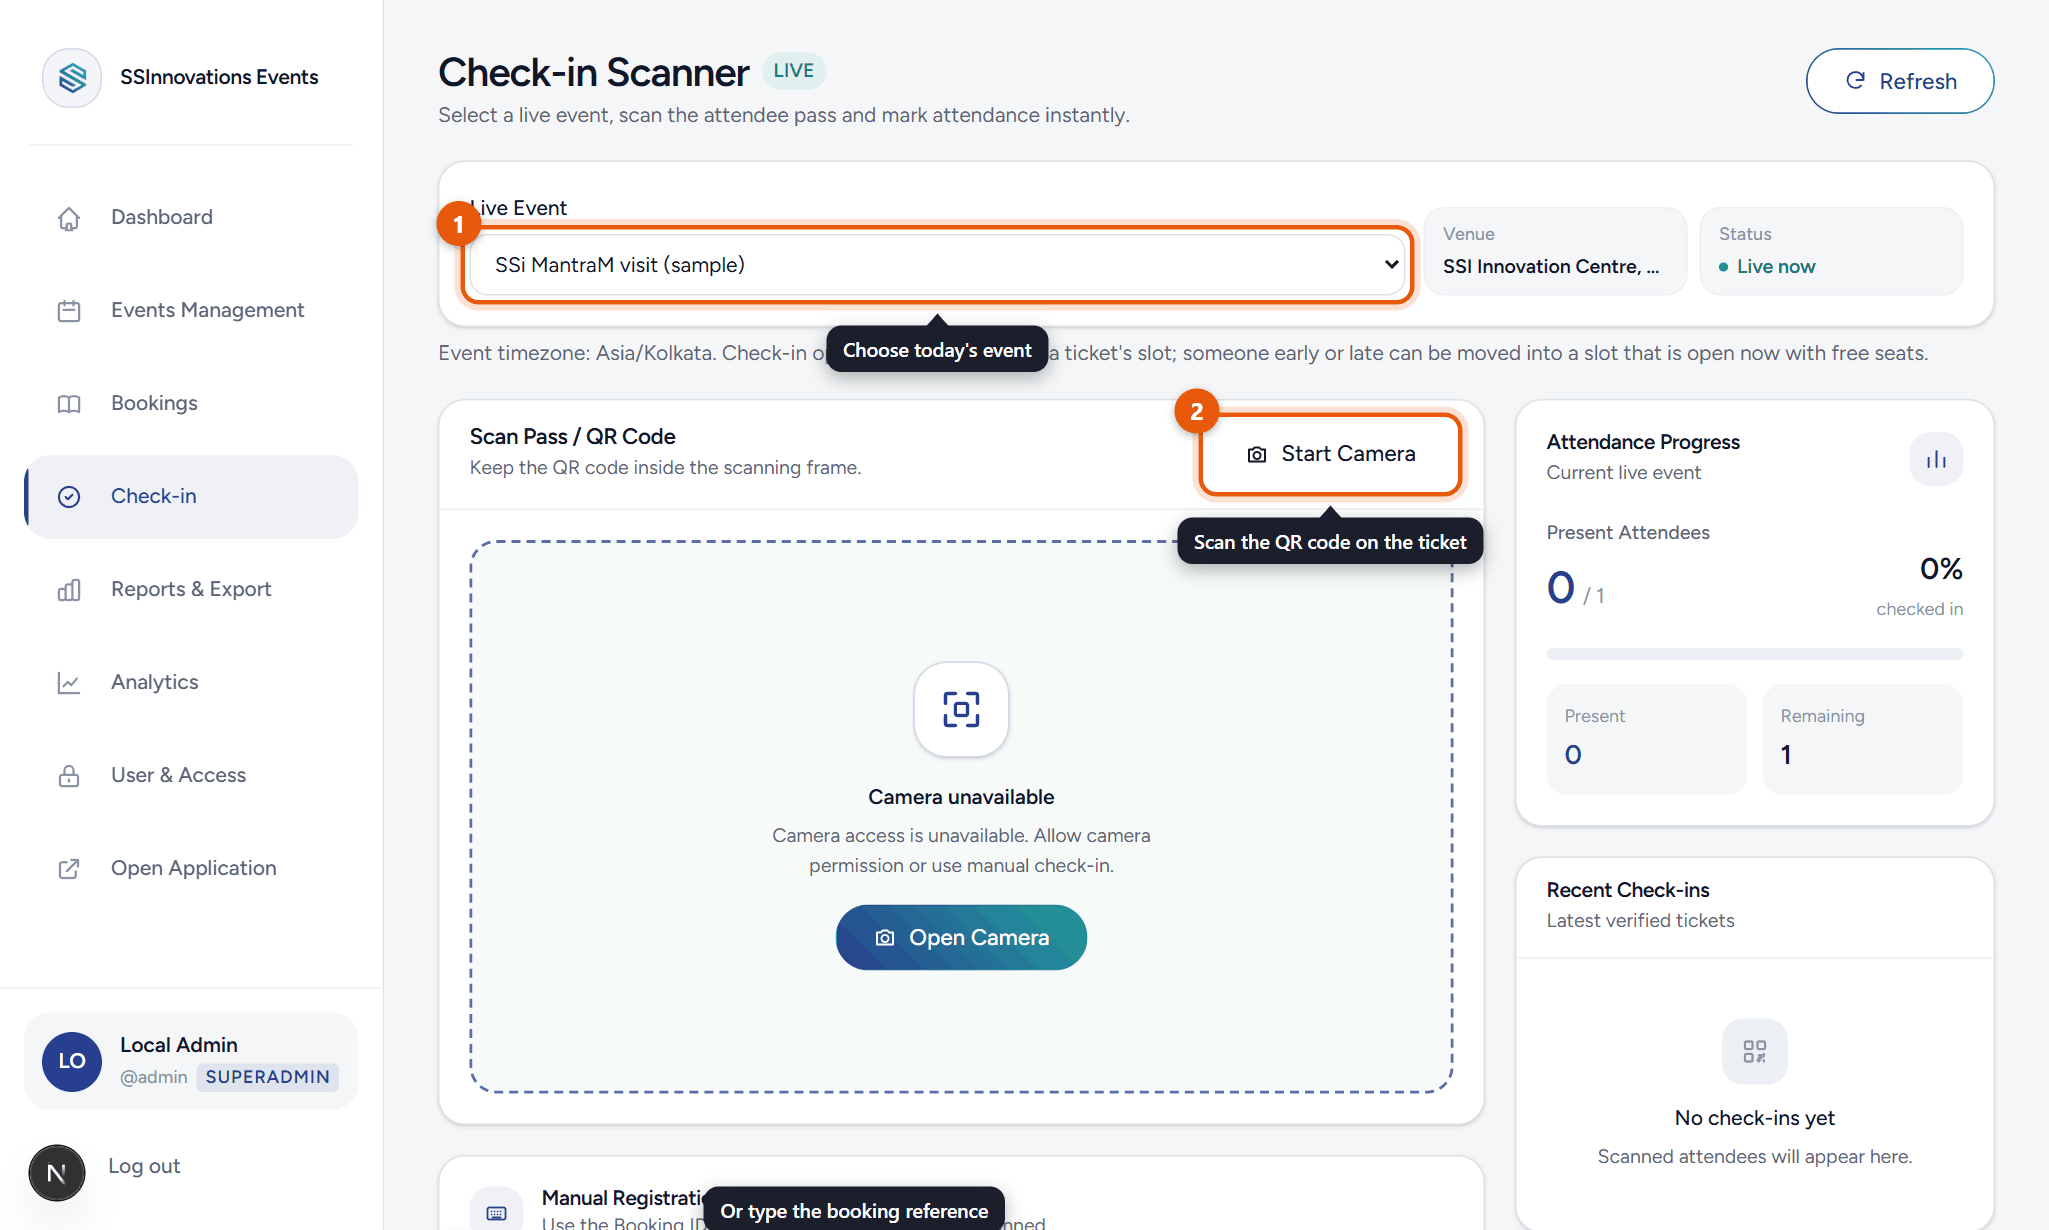 SSInnovations Events
Dashboard
Events Management
Bookings
Check-in
Reports & Export
Analytics
User & Access
Open Application
LO
Local Admin
@admin SUPERADMIN
N
Log out
Check-in Scanner LIVE
Select a live event, scan the attendee pass and mark attendance instantly.
Refresh
1
Live Event
SSi MantraM visit (sample)
Venue
SSI Innovation Centre, ...
Status
Live now
Choose today's event
Event timezone: Asia/Kolkata. Check-in a ticket's slot; someone early or late can be moved into a slot that is open now with free seats.
Scan Pass / QR Code
Keep the QR code inside the scanning frame.
2
Start Camera
Scan the QR code on the ticket
Camera unavailable
Camera access is unavailable. Allow camera
permission or use manual check-in.
Open Camera
Manual
Use the Booking ID
Or type the booking reference
Attendance Progress
Current live event
Present Attendees
0 / 1
0%
checked in
Present
0
Remaining
1
Recent Check-ins
Latest verified tickets
No check-ins yet
Scanned attendees will appear here.